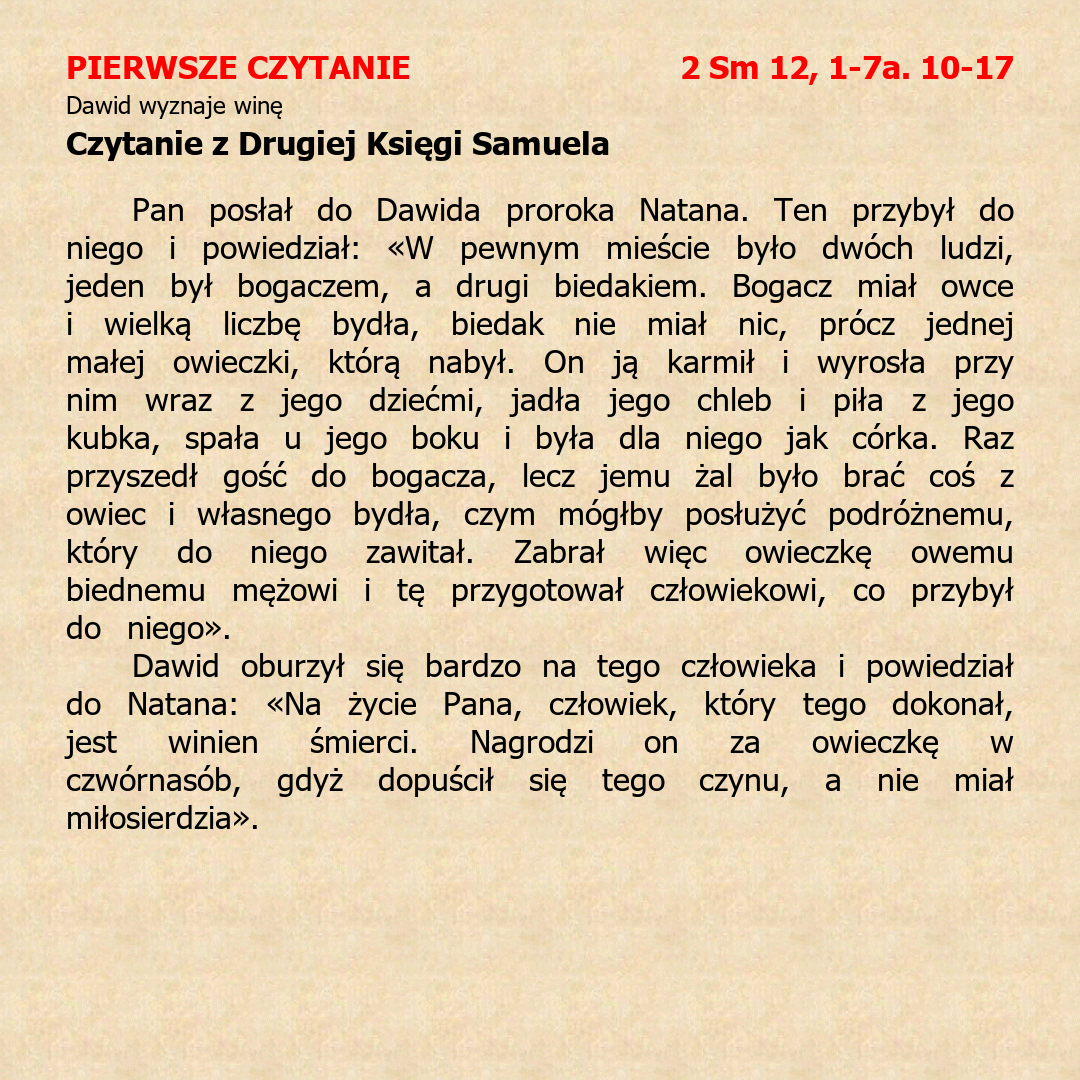 PIERWSZE CZYTANIE 2 Sm 12, 1-7a. 10-17
Dawid wyznaje winę
Czytanie z Drugiej Księgi Samuela
Pan posłał do Dawida proroka Natana. Ten przybył do
niego i powiedział: «W pewnym mieście było dwóch ludzi,
jeden był bogaczem, a drugi biedakiem. Bogacz miał owce
i wielką liczbę bydła, biedak nie miał nic, prócz jednej
małej owieczki, którą nabył. On ją karmił i wyrosła przy
nim wraz z jego dziećmi, jadła jego chleb i piła z jego
kubka, spała u jego boku i była dla niego jak córka. Raz
przyszedł gość do bogacza, lecz jemu żal było brać coś z
owiec i własnego bydła, czym mógłby posłużyć podróżnemu,
który do niego zawitał. Zabrał więc owieczkę owemu
biednemu mężowi i tę przygotował człowiekowi, co przybył
do niego».
Dawid oburzył się bardzo na tego człowieka i powiedział
do Natana: «Na życie Pana, człowiek, który tego dokonał,
jest winien śmierci. Nagrodzi on za owieczkę w
czwórnasób, gdyż dopuścił się tego czynu, a nie miał
miłosierdzia».